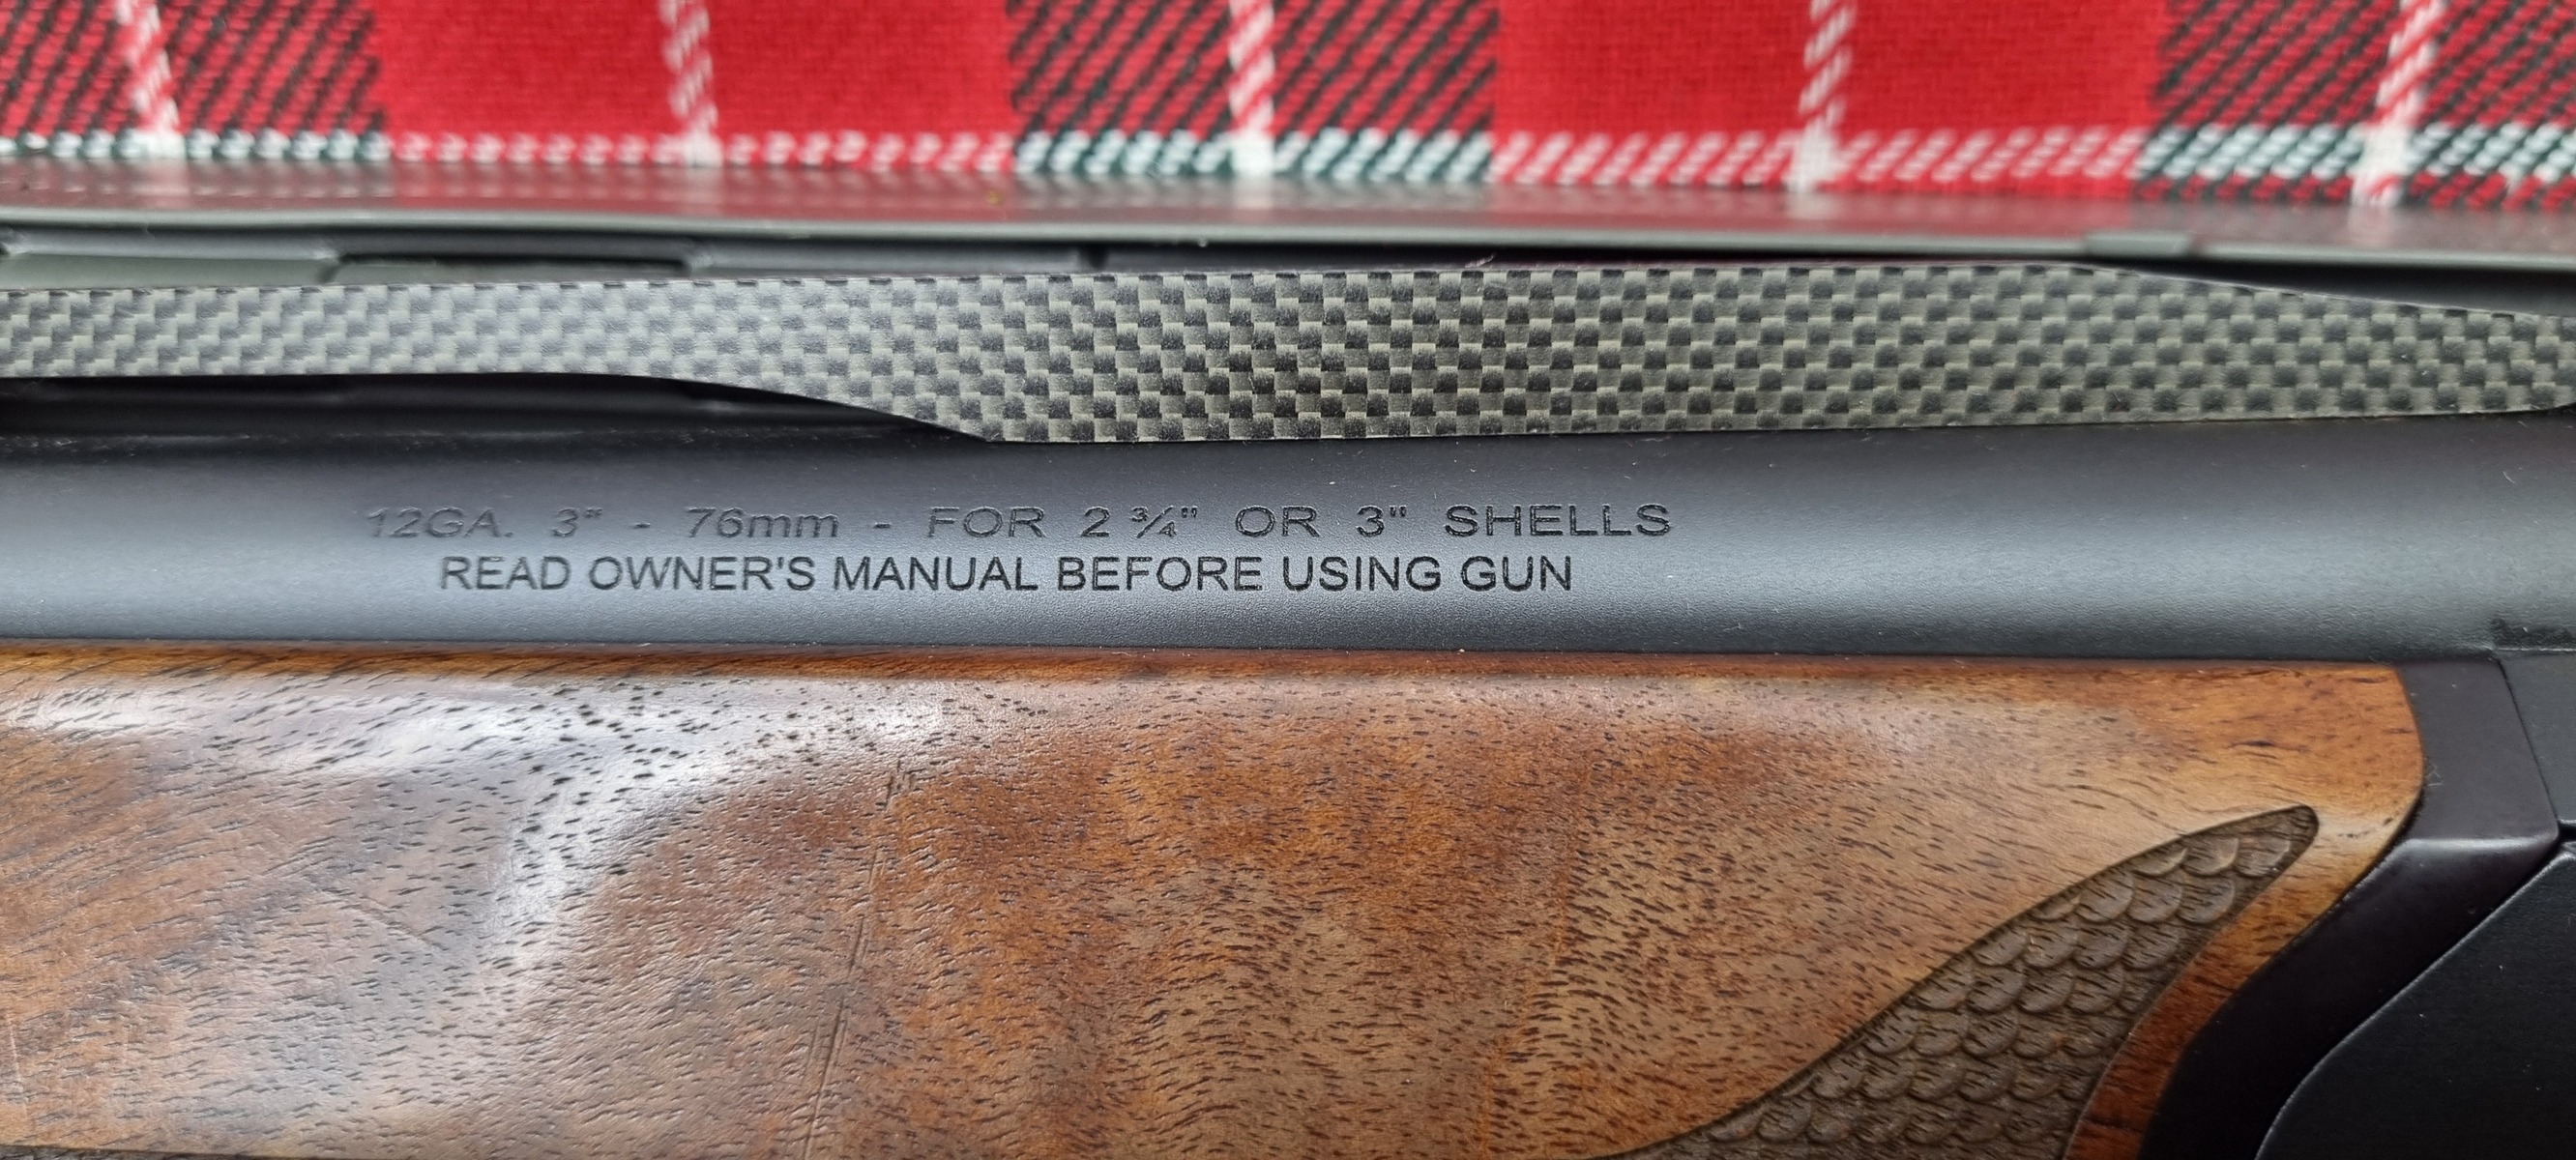 12GA. 3" - 76mm - FOR 2 ¾" OR 3" SHELLS
READ OWNER'S MANUAL BEFORE USING GUN